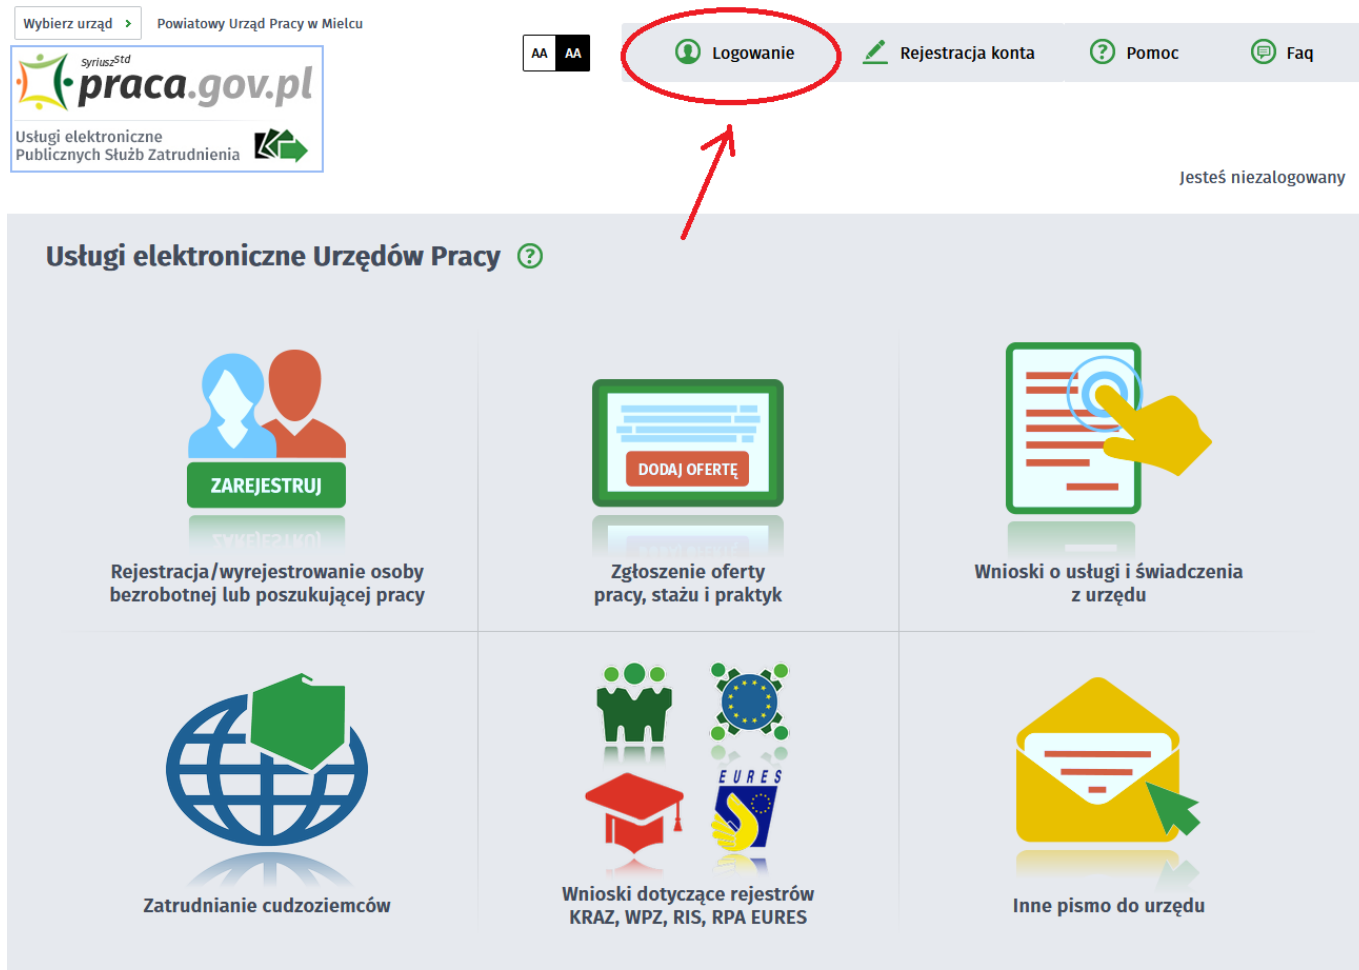 Wybierz urząd > Powiatowy Urząd Pracy w Mielcu
AA AA Logowanie Rejestracja konta Pomoc Faq
Syriusz Std
praca.gov.pl
Usługi elektroniczne
Publicznych Służb Zatrudnienia
Jesteś niezalogowany
Usługi elektroniczne Urzędów Pracy ?
ZAREJESTRUJ
Rejestracja/wyrejestrowanie osoby
bezrobotnej lub poszukującej pracy
DODAJ OFERTĘ
Zgłoszenie oferty
pracy, stażu i praktyk
Wnioski o usługi i świadczenia
z urzędu
Zatrudnianie cudzoziemców
EURES
Wnioski dotyczące rejestrów
KRAZ, WPZ, RIS, RPA EURES
Inne pismo do urzędu